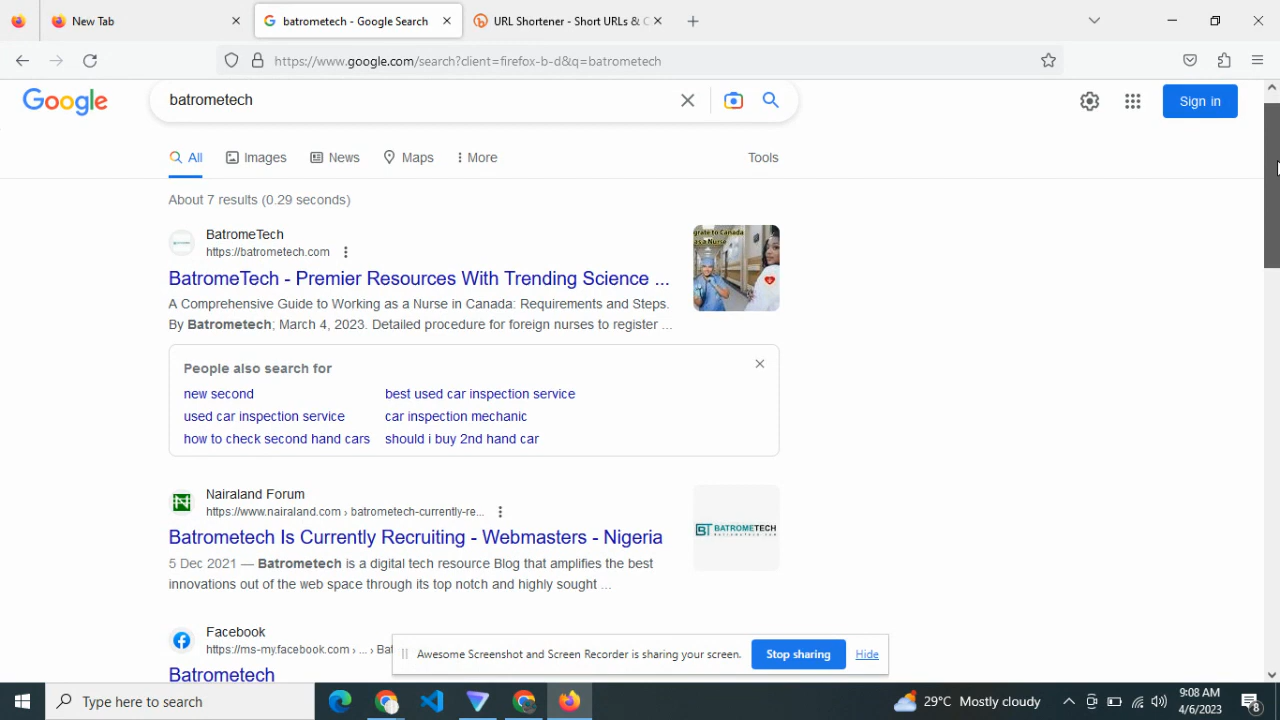 New Tab
batrometech - Google Search
URL Shortener - Short URLs & C
https://www.google.com/search?client=firefox-b-d&q=batrometech
Google
batrometech
Sign in
All
Images
News
Maps
More
Tools
About 7 results (0.29 seconds)
BatromeTech
https://batrometech.com
BatromeTech - Premier Resources With Trending Science ...
A Comprehensive Guide to Working as a Nurse in Canada: Requirements and Steps.
By Batrometech; March 4, 2023. Detailed procedure for foreign nurses to register ...
grate to Canada
as a Nurse
People also search for
new second
best used car inspection service
used car inspection service
car inspection mechanic
how to check second hand cars
should i buy 2nd hand car
Nairaland Forum
https://www.nairaland.com › batrometech-currently-re...
Batrometech Is Currently Recruiting - Webmasters - Nigeria
5 Dec 2021 — Batrometech is a digital tech resource Blog that amplifies the best
innovations out of the web space through its top notch and highly sought ...
BT BATROMETECH
Facebook
https://ms-my.facebook.com › ... › Bat
Batrometech
Awesome Screenshot and Screen Recorder is sharing your screen.
Stop sharing
Hide
Type here to search
29°C Mostly cloudy
9:08 AM
4/6/2023
8